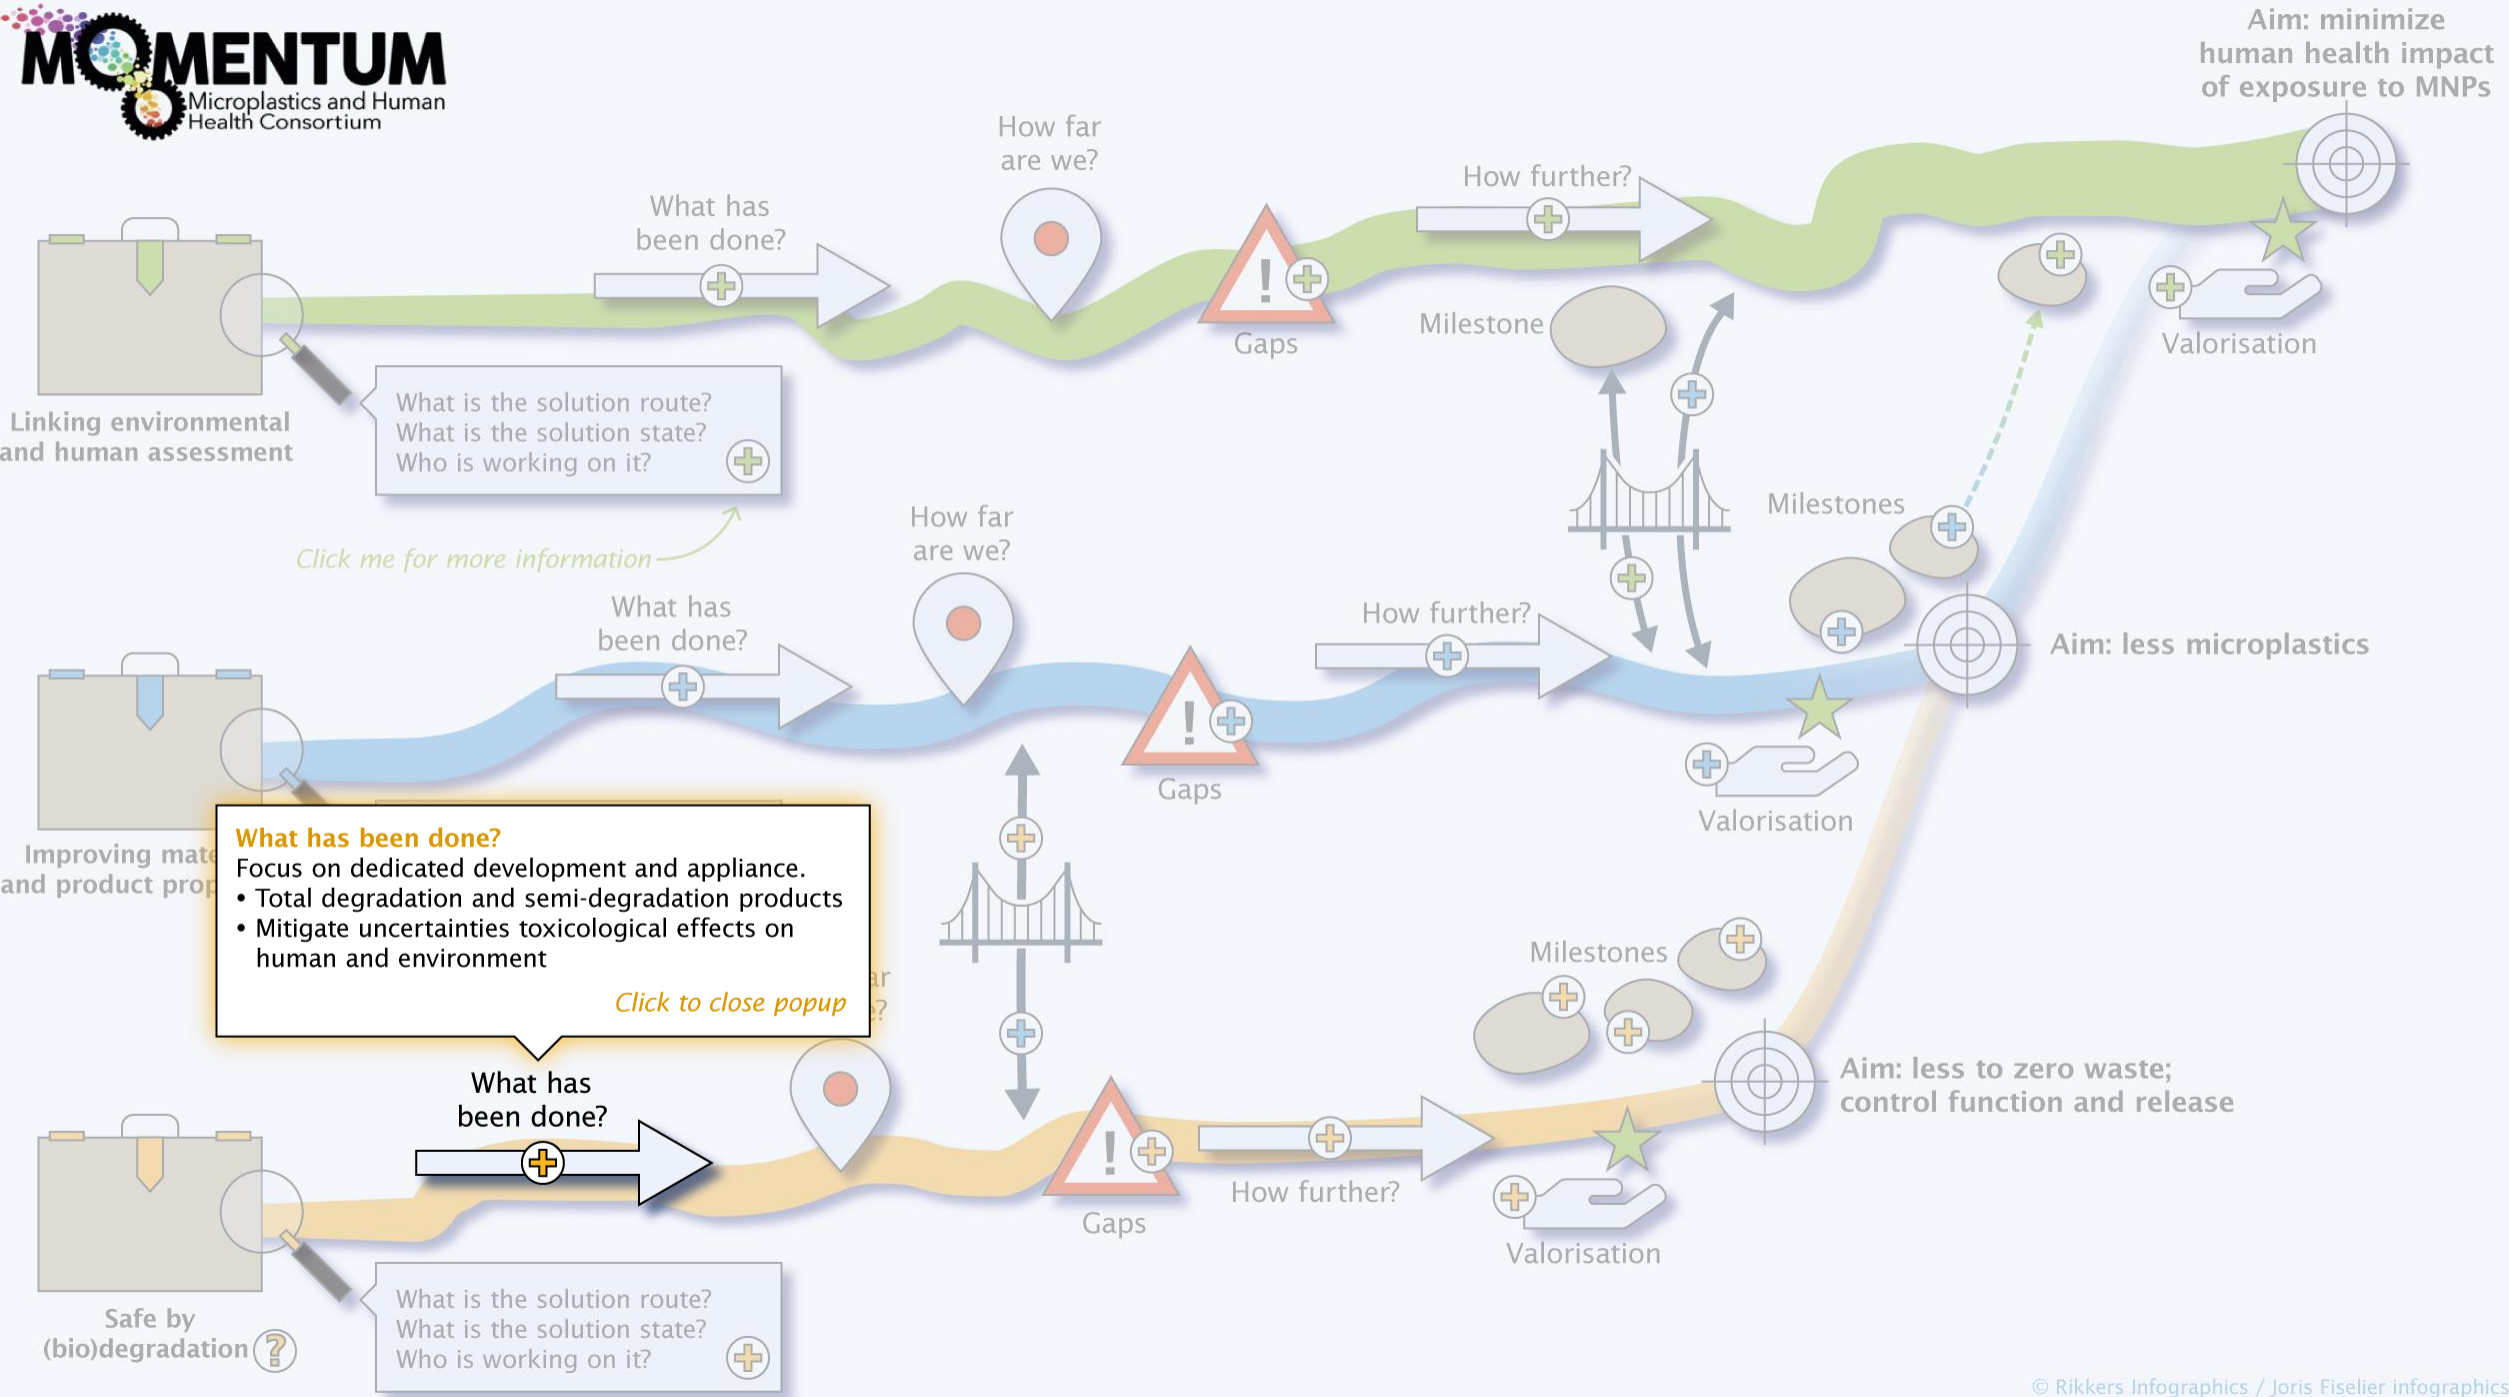 MOMENTUM
Microplastics and Human
Health Consortium
Aim: minimize
human health impact
of exposure to MNPs
How far
are we?
How further?
What has
been done?
Gaps
Milestone
Valorisation
Linking environmental
and human assessment
What is the solution route?
What is the solution state?
Who is working on it?
Click me for more information
How far
are we?
Milestones
What has
been done?
How further?
Aim: less microplastics
Gaps
Valorisation
Improving mate
and product prop
What has been done?
Focus on dedicated development and appliance.
• Total degradation and semi-degradation products
• Mitigate uncertainties toxicological effects on
human and environment
Click to close popup
ar
e?
What has
been done?
Milestones
Aim: less to zero waste;
control function and release
How further?
Gaps
Valorisation
Safe by
(bio)degradation ?
What is the solution route?
What is the solution state?
Who is working on it?
© Rikkers Infographics / Joris Fiselier infographics